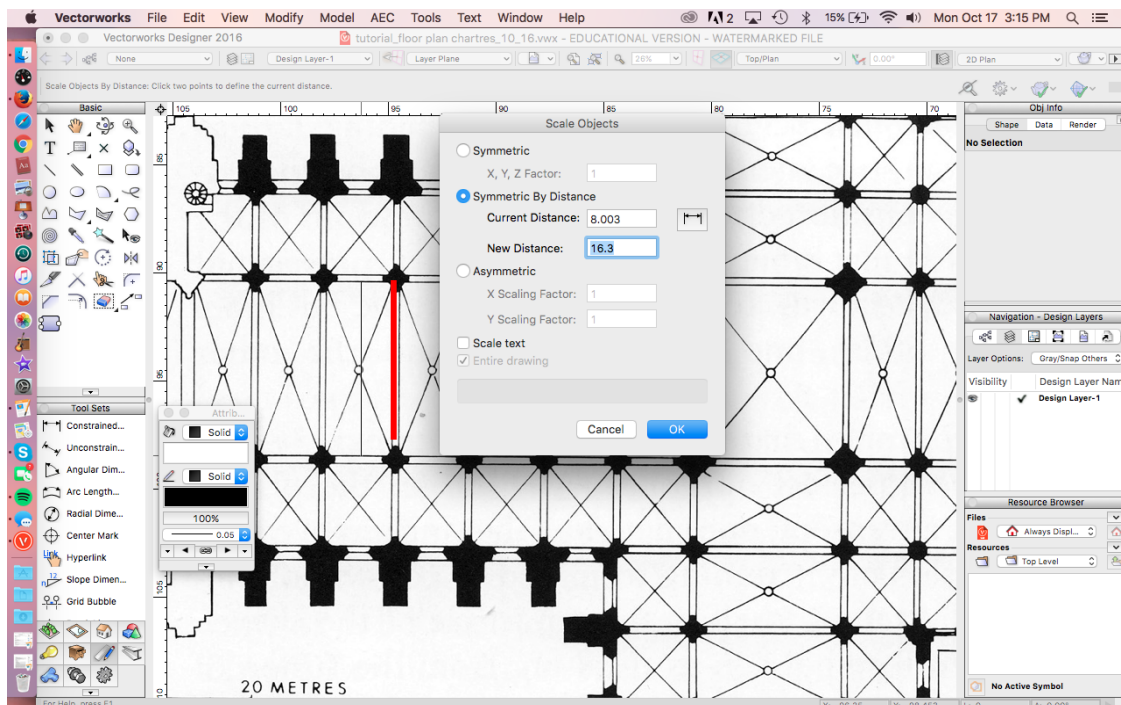 Vectorworks File Edit View Modify Model AEC Tools Text Window Help 2 15% Mon Oct 17 3:15 PM
Vectorworks Designer 2016 tutorial_floor plan chartres_10_16.vwx - EDUCATIONAL VERSION - WATERMARKED FILE
None Design Layer-1 Layer Plane 26% Top/Plan 0.00° 2D Plan
Scale Objects By Distance: Click two points to define the current distance.
Basic
105 100 95 90 85 80 75 70
Obj Info
Shape Data Render
No Selection
Scale Objects
Symmetric
X, Y, Z Factor: 1
Symmetric By Distance
Current Distance: 8.003
New Distance: 16.3
Asymmetric
X Scaling Factor: 1
Y Scaling Factor: 1
Scale text
Entire drawing
Cancel OK
Navigation - Design Layers
Layer Options: Gray/Snap Others
Visibility Design Layer Nam
Design Layer-1
Tool Sets
Constrained...
Unconstrain...
Angular Dim...
Arc Length...
Radial Dime...
Center Mark
Link Hyperlink
12 Slope Dimen...
Grid Bubble
Attrib...
Solid
Solid
100%
0.05
Resource Browser
Files
Always Displ...
Resources
Top Level
No Active Symbol
20 METRES
For Help, press F1